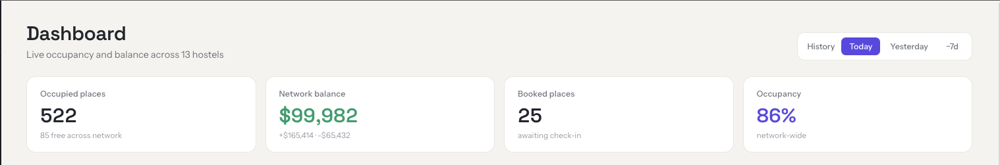 Dashboard
Live occupancy and balance across 13 hostels
History Today Yesterday -7d
Occupied places
522
85 free across network
Network balance
$99,982
+$165,414 · -$65,432
Booked places
25
awaiting check-in
Occupancy
86%
network-wide